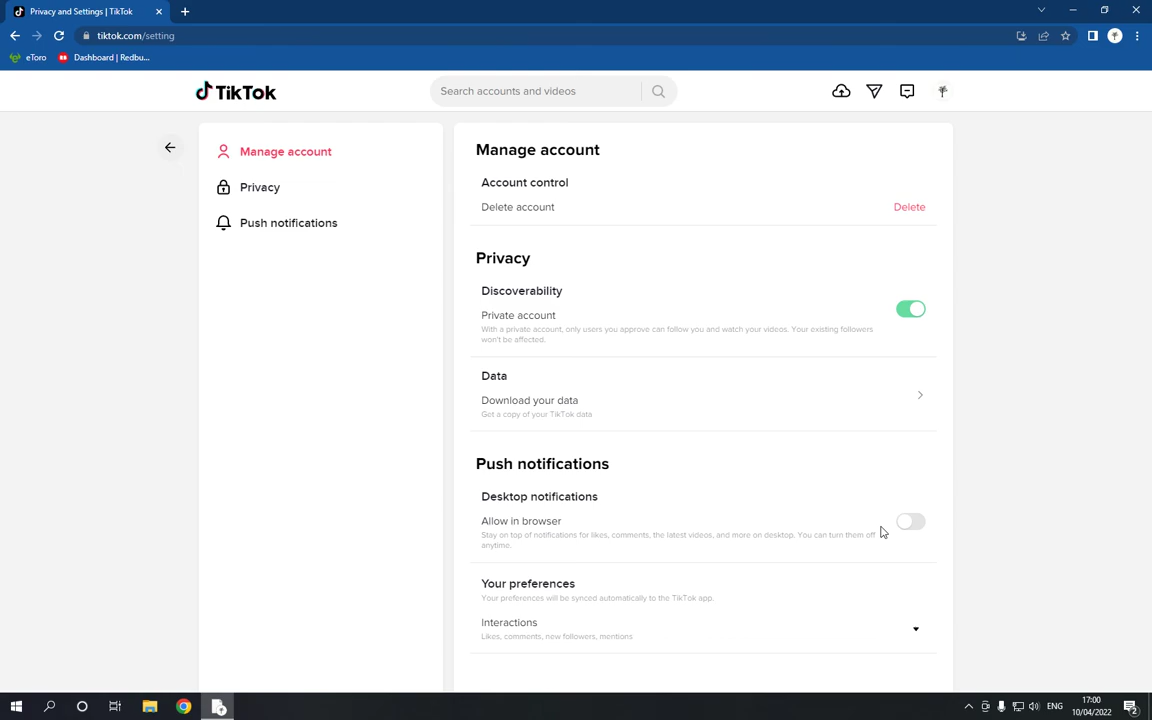 Privacy and Settings | TikTok
tiktok.com/setting
eToro
Dashboard | Redbu...
TikTok
Search accounts and videos
Manage account
Privacy
Push notifications
Manage account
Account control
Delete account
Delete
Privacy
Discoverability
Private account
With a private account, only users you approve can follow you and watch your videos. Your existing followers
won't be affected.
Data
Download your data
Get a copy of your TikTok data
Push notifications
Desktop notifications
Allow in browser
Stay on top of notifications for likes, comments, the latest videos, and more on desktop. You can turn them off
anytime.
Your preferences
Your preferences will be synced automatically to the TikTok app.
Interactions
Likes, comments, new followers, mentions
ENG
17:00
10/04/2022
2